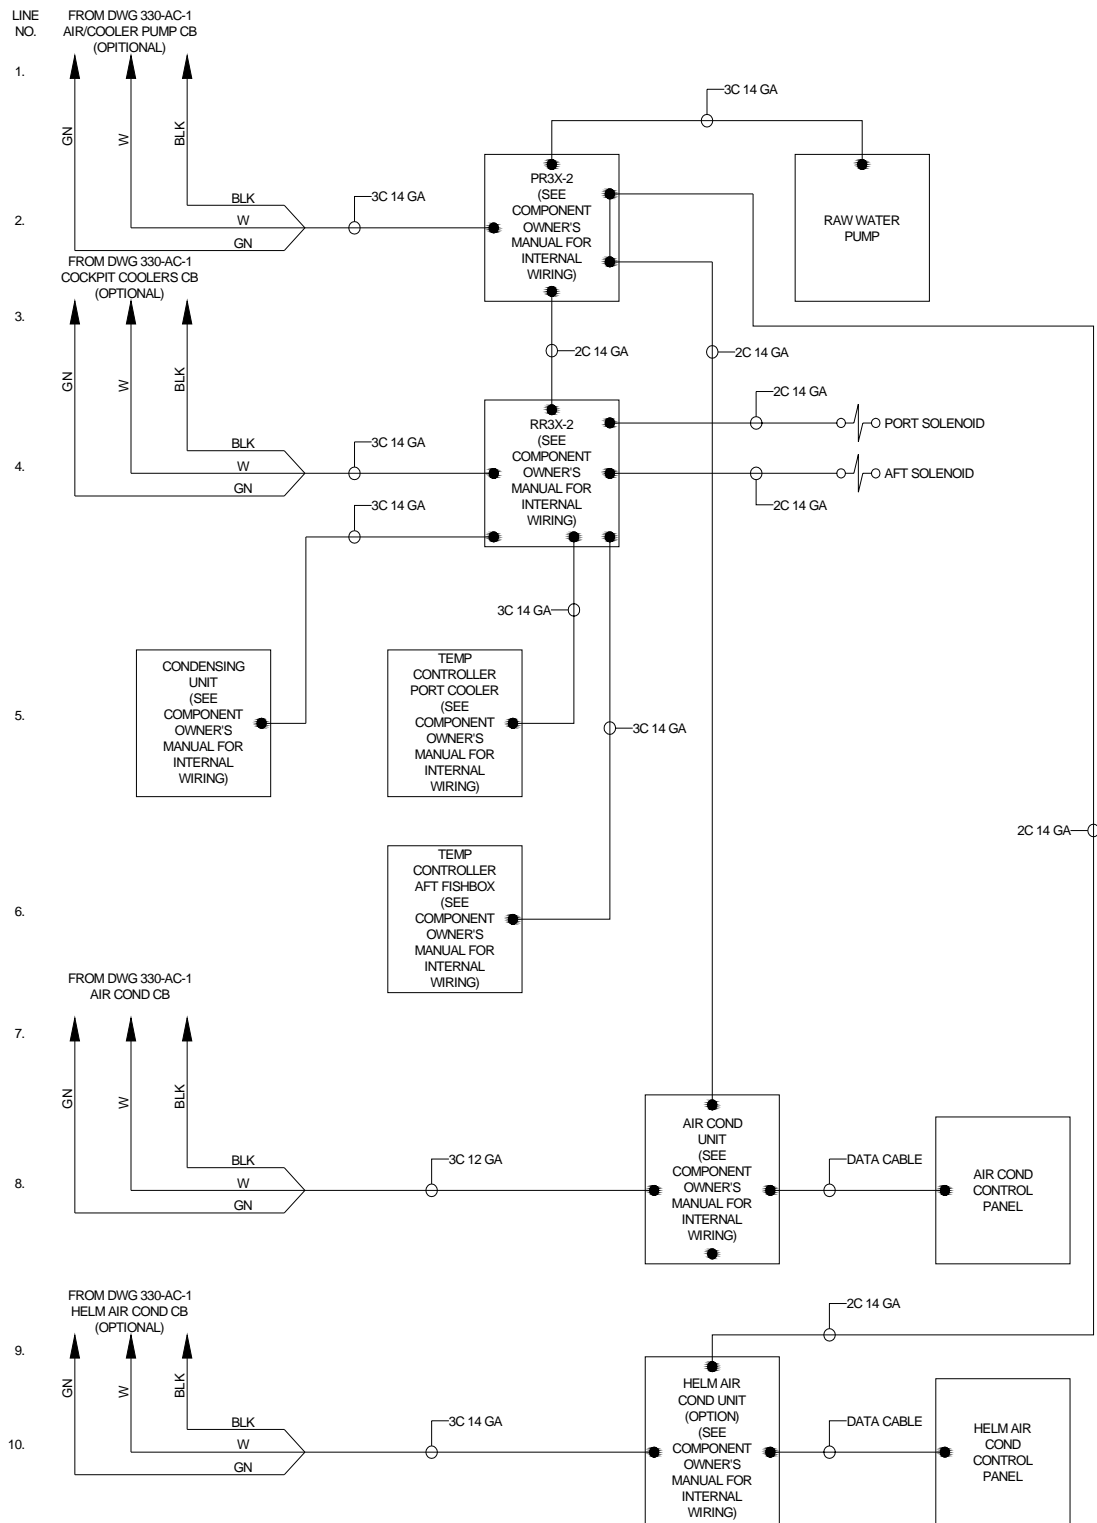 LINE
NO.
FROM DWG 330-AC-1
AIR/COOLER PUMP CB
(OPITIONAL)
1.
GN
W
BLK
3C 14 GA
BLK
W
GN
3C 14 GA
2.
PR3X-2
(SEE
COMPONENT
OWNER'S
MANUAL FOR
INTERNAL
WIRING)
RAW WATER
PUMP
FROM DWG 330-AC-1
COCKPIT COOLERS CB
(OPTIONAL)
3.
GN
W
BLK
2C 14 GA
2C 14 GA
BLK
W
GN
3C 14 GA
4.
RR3X-2
(SEE
COMPONENT
OWNER'S
MANUAL FOR
INTERNAL
WIRING)
2C 14 GA
PORT SOLENOID
AFT SOLENOID
2C 14 GA
3C 14 GA
3C 14 GA
5.
CONDENSING
UNIT
(SEE
COMPONENT
OWNER'S
MANUAL FOR
INTERNAL
WIRING)
TEMP
CONTROLLER
PORT COOLER
(SEE
COMPONENT
OWNER'S
MANUAL FOR
INTERNAL
WIRING)
3C 14 GA
2C 14 GA
6.
TEMP
CONTROLLER
AFT FISHBOX
(SEE
COMPONENT
OWNER'S
MANUAL FOR
INTERNAL
WIRING)
FROM DWG 330-AC-1
AIR COND CB
7.
GN
W
BLK
BLK
W
GN
3C 12 GA
8.
AIR COND
UNIT
(SEE
COMPONENT
OWNER'S
MANUAL FOR
INTERNAL
WIRING)
DATA CABLE
AIR COND
CONTROL
PANEL
FROM DWG 330-AC-1
HELM AIR COND CB
(OPTIONAL)
2C 14 GA
9.
GN
W
BLK
BLK
W
GN
3C 14 GA
10.
HELM AIR
COND UNIT
(OPTION)
(SEE
COMPONENT
OWNER'S
MANUAL FOR
INTERNAL
WIRING)
DATA CABLE
HELM AIR
COND
CONTROL
PANEL